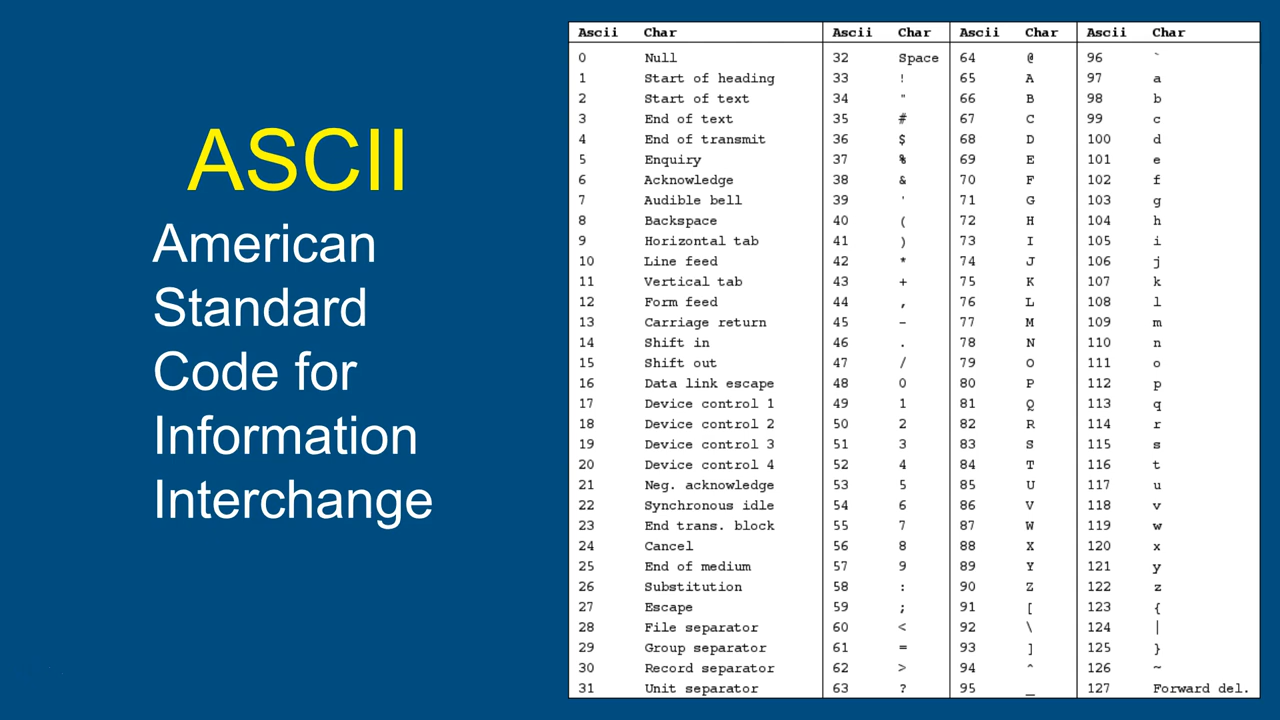 ASCII
American
Standard
Code for
Information
Interchange
Ascii Char Ascii Char Ascii Char Ascii Char
0 Null 32 Space 64 @ 96 `
1 Start of heading 33 ! 65 A 97 a
2 Start of text 34 " 66 B 98 b
3 End of text 35 # 67 C 99 c
4 End of transmit 36 $ 68 D 100 d
5 Enquiry 37 % 69 E 101 e
6 Acknowledge 38 & 70 F 102 f
7 Audible bell 39 ' 71 G 103 g
8 Backspace 40 ( 72 H 104 h
9 Horizontal tab 41 ) 73 I 105 i
10 Line feed 42 * 74 J 106 j
11 Vertical tab 43 + 75 K 107 k
12 Form feed 44 , 76 L 108 l
13 Carriage return 45 - 77 M 109 m
14 Shift in 46 . 78 N 110 n
15 Shift out 47 / 79 O 111 o
16 Data link escape 48 0 80 P 112 p
17 Device control 1 49 1 81 Q 113 q
18 Device control 2 50 2 82 R 114 r
19 Device control 3 51 3 83 S 115 s
20 Device control 4 52 4 84 T 116 t
21 Neg. acknowledge 53 5 85 U 117 u
22 Synchronous idle 54 6 86 V 118 v
23 End trans. block 55 7 87 W 119 w
24 Cancel 56 8 88 X 120 x
25 End of medium 57 9 89 Y 121 y
26 Substitution 58 : 90 Z 122 z
27 Escape 59 ; 91 [ 123 {
28 File separator 60 < 92 \ 124 |
29 Group separator 61 = 93 ] 125 }
30 Record separator 62 > 94 ^ 126 ~
31 Unit separator 63 ? 95 _ 127 Forward del.